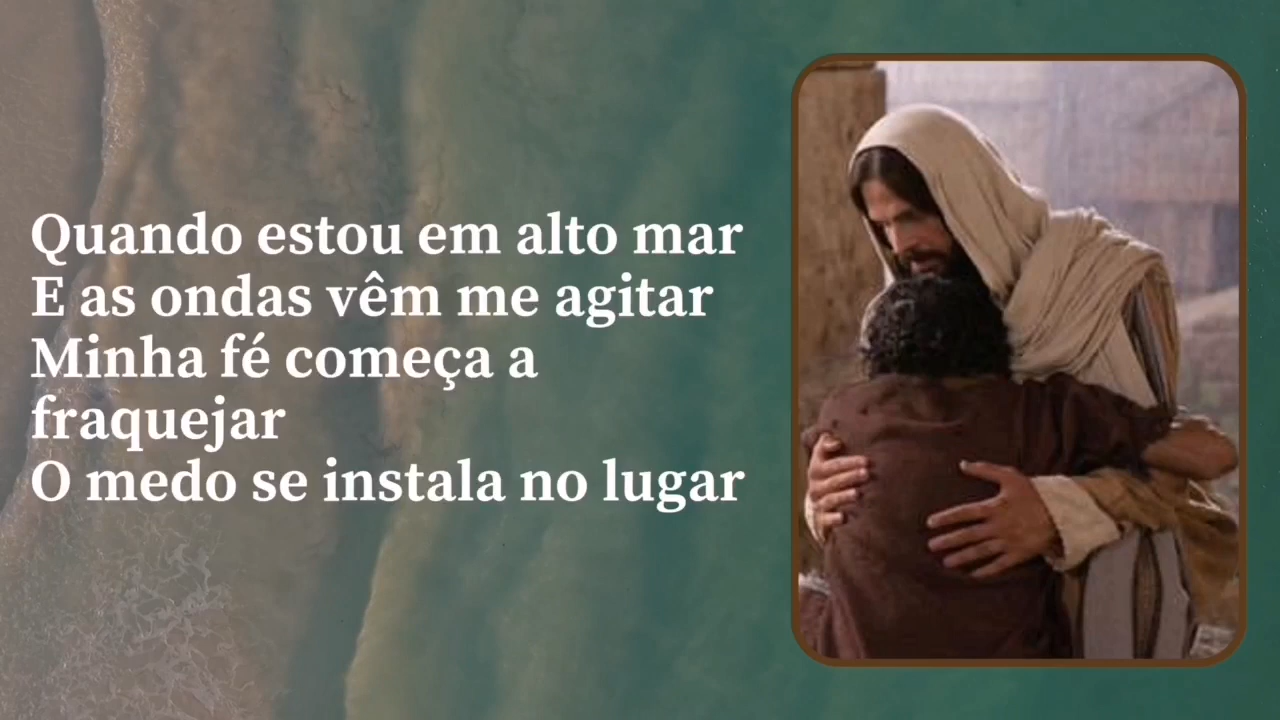 Quando estou em alto mar
E as ondas vêm me agitar
Minha fé começa a
fraquejar
O medo se instala no lugar